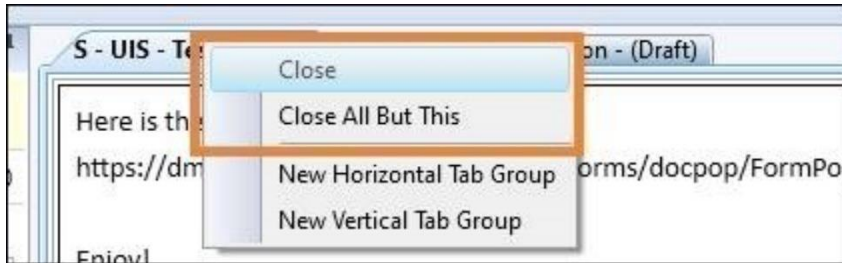 S - UIS - Te on - (Draft)
Close
Here is th Close All But This
https://dm New Horizontal Tab Group orms/docpop/FormPo
New Vertical Tab Group
Enjoy!